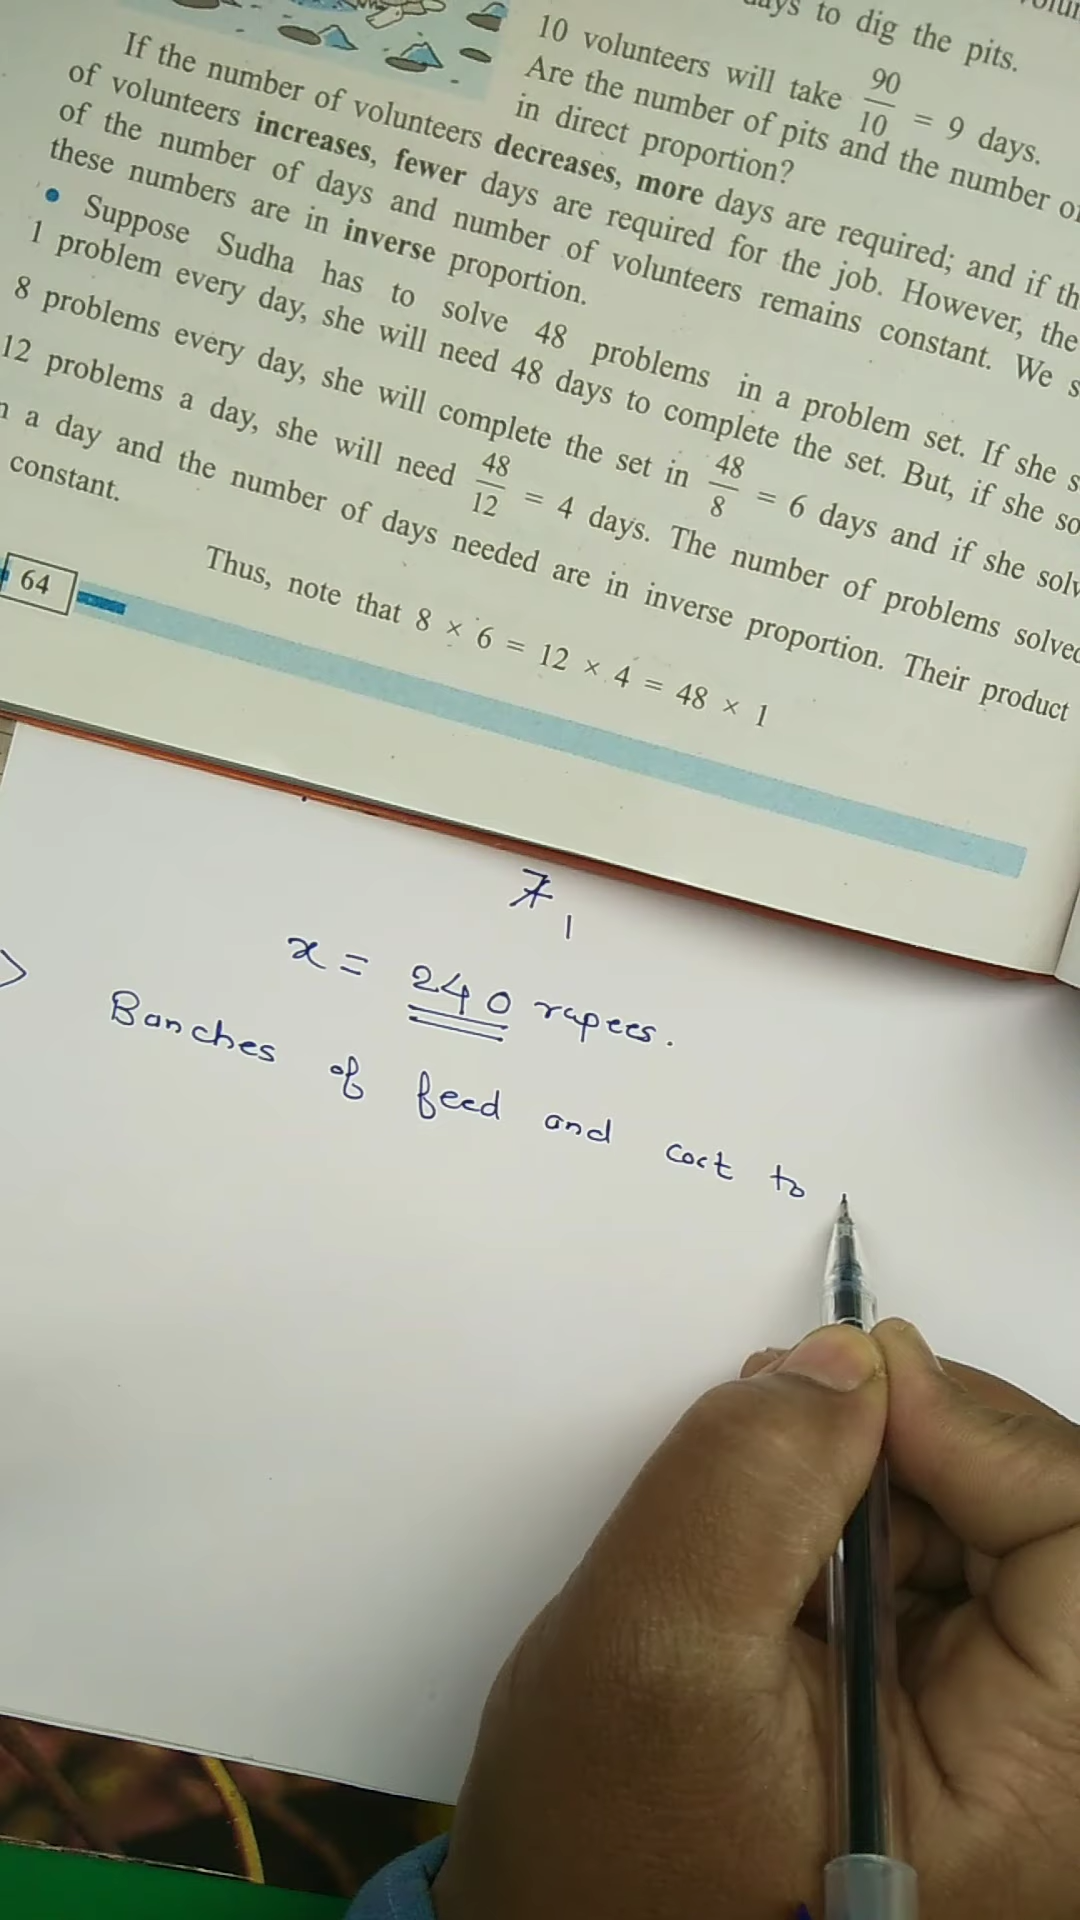 ays to dig the pits.
10 volunteers will take 90/10 = 9 days.
Are the number of pits and the number of
in direct proportion?
If the number of volunteers decreases, more days are required; and if th
of volunteers increases, fewer days are required for the job. However, the
of the number of days and number of volunteers remains constant. We s
these numbers are in inverse proportion.
• Suppose Sudha has to solve 48 problems in a problem set. If she s
1 problem every day, she will need 48 days to complete the set. But, if she so
8 problems every day, she will complete the set in 48/8 = 6 days and if she solv
12 problems a day, she will need 48/12 = 4 days. The number of problems solved
n a day and the number of days needed are in inverse proportion. Their product
constant.
Thus, note that 8 × 6 = 12 × 4 = 48 × 1
64
7 1
x = 240 rupees.
Banches of feed and cost to